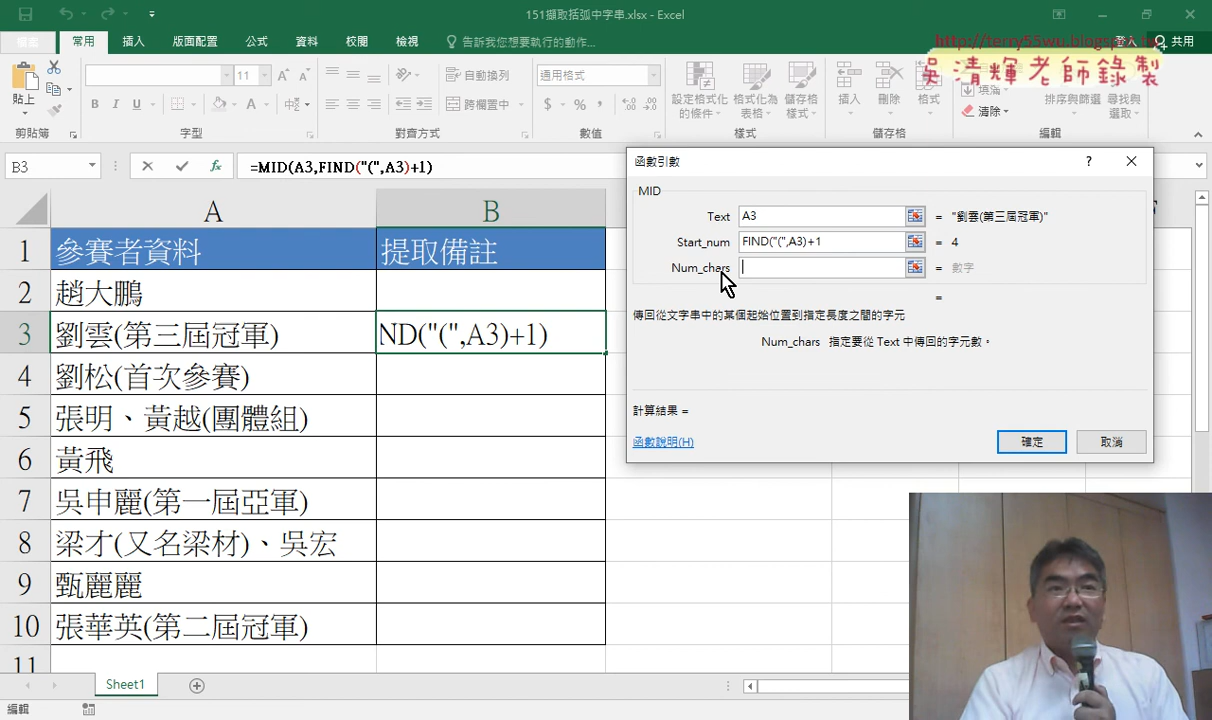 151擷取括弧中字串.xlsx - Excel
常用 插入 版面配置 公式 資料 校閱 檢視 告訴我您想要執行的動作... 登入 共用
http://terry55wu.blogspot.tw
吳清輝老師錄製
貼上 11 A A 自動換列 通用格式 設定格式化的條件 格式化為表格 儲存格樣式 插入 刪除 格式 填滿 清除 排序與篩選 尋找與選取
B I U A 中 跨欄置中 $ % ,
剪貼簿 字型 對齊方式 數值 樣式 儲存格 編輯
B3 fx =MID(A3,FIND("(",A3)+1)
A B F
1 參賽者資料 提取備註
2 趙大鵬
3 劉雲(第三屆冠軍) ND("(",A3)+1)
4 劉松(首次參賽)
5 張明、黃越(團體組)
6 黃飛
7 吳申麗(第一屆亞軍)
8 梁才(又名梁材)、吳宏
9 甄麗麗
10 張華英(第二屆冠軍)
11
函數引數 ?
MID
Text A3 = "劉雲(第三屆冠軍)"
Start_num FIND("(",A3)+1 = 4
Num_chars = 數字
=
傳回從文字串中的某個起始位置到指定長度之間的字元
Num_chars 指定要從 Text 中傳回的字元數。
計算結果 =
函數說明(H) 確定 取消
Sheet1
編輯